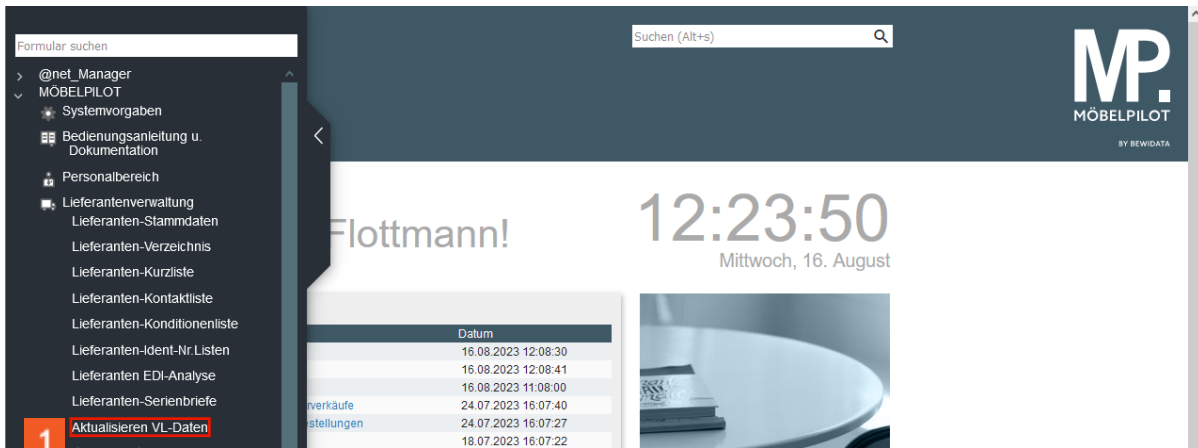 Formular suchen
Suchen (Alt+s)
@net_Manager
MÖBELPILOT
Systemvorgaben
Bedienungsanleitung u.
Dokumentation
Personalbereich
Lieferantenverwaltung
Lieferanten-Stammdaten
Lieferanten-Verzeichnis
Lieferanten-Kurzliste
Lieferanten-Kontaktliste
Lieferanten-Konditionenliste
Lieferanten-Ident-Nr.Listen
Lieferanten EDI-Analyse
Lieferanten-Serienbriefe
1 Aktualisieren VL-Daten
MP.
MÖBELPILOT
BY BEWIDATA
Flottmann!
12:23:50
Mittwoch, 16. August
Datum
16.08.2023 12:08:30
16.08.2023 12:08:41
16.08.2023 11:08:00
rverkäufe 24.07.2023 16:07:40
stellungen 24.07.2023 16:07:27
18.07.2023 16:07:22